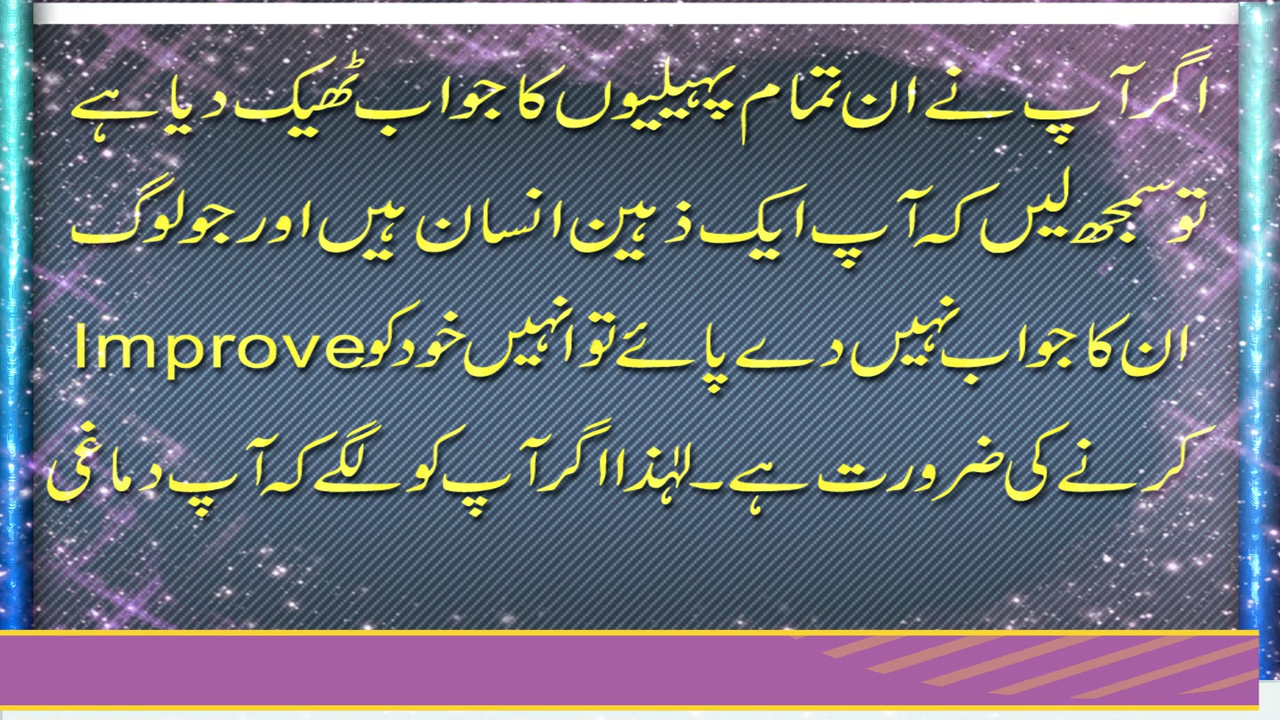 اگر آپ نے ان تمام پہیلیوں کا جواب ٹھیک دیا ہے
تو سمجھ لیں کہ آپ ایک ذہین انسان ہیں اور جو لوگ
ان کا جواب نہیں دے پائے تو انہیں خود کو Improve
کرنے کی ضرورت ہے۔ لہٰذا اگر آپ کو لگے کہ آپ دماغی